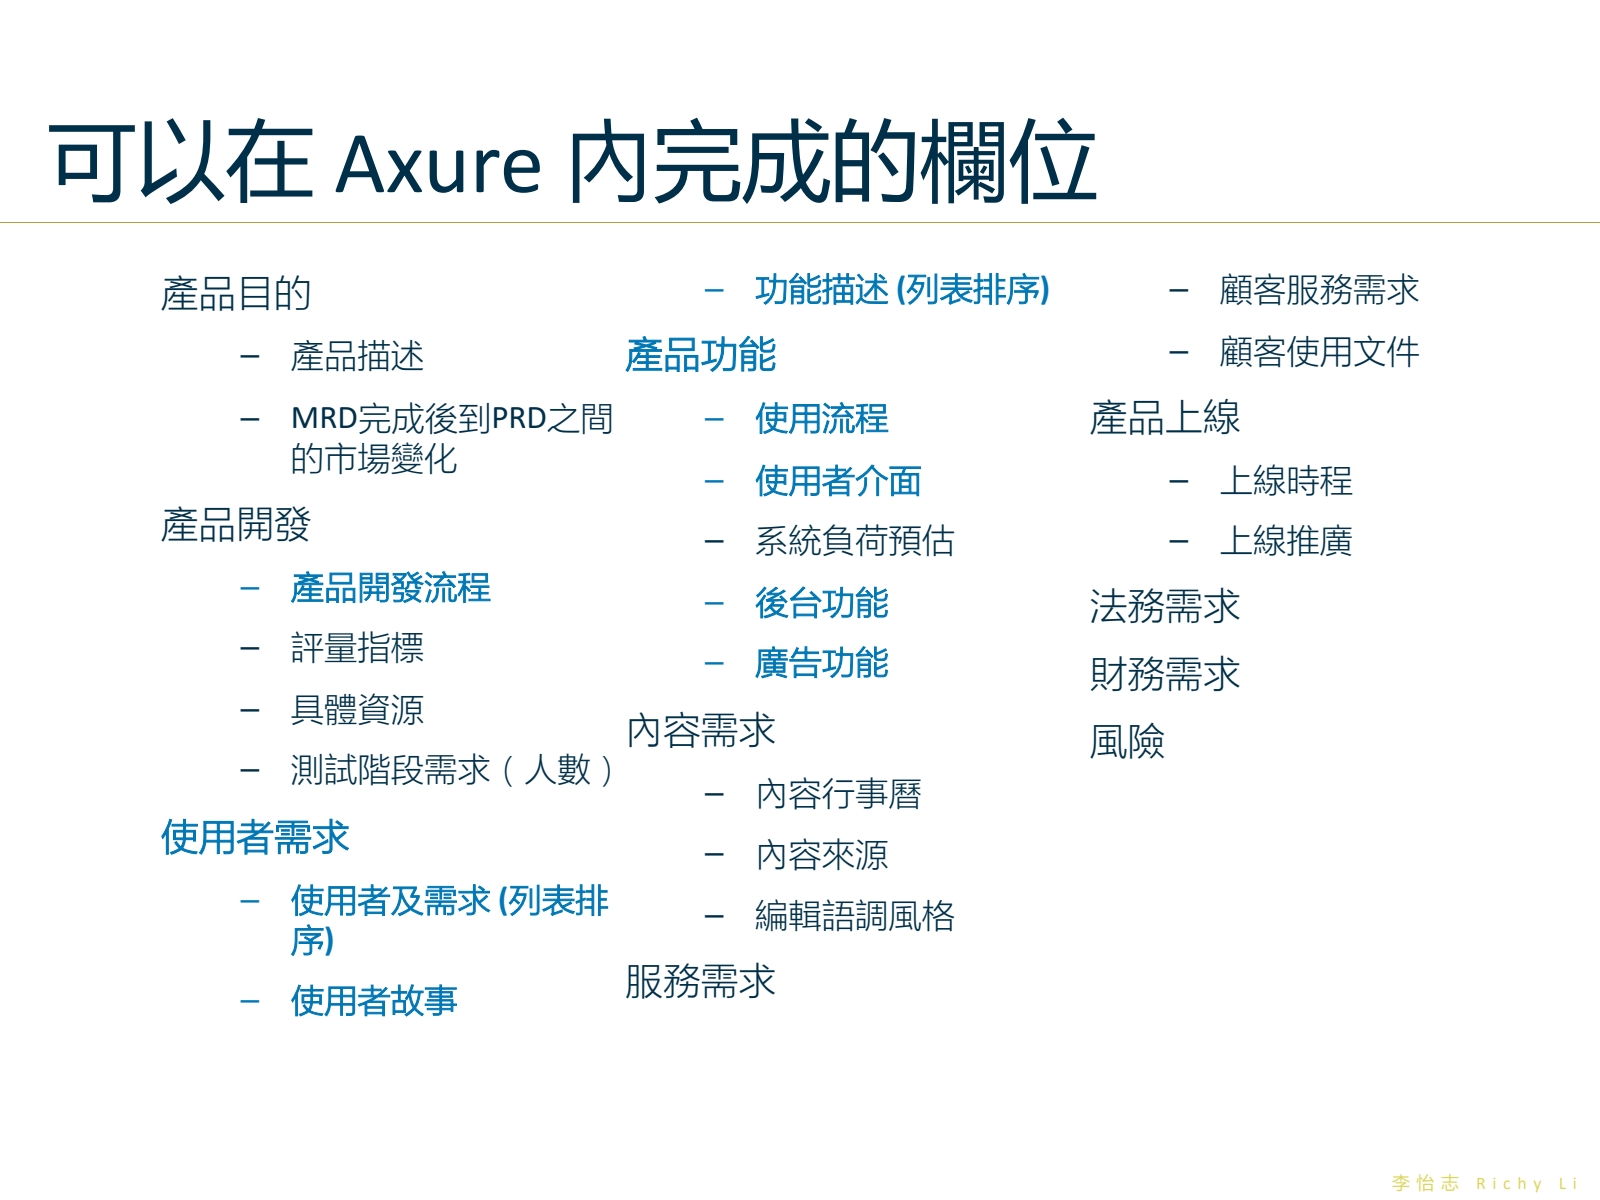 可以在 Axure 內完成的欄位
產品目的
– 產品描述
– MRD完成後到PRD之間
的市場變化
產品開發
– 產品開發流程
– 評量指標
– 具體資源
– 測試階段需求（人數）
使用者需求
– 使用者及需求 (列表排
序)
– 使用者故事
– 功能描述 (列表排序)
產品功能
– 使用流程
– 使用者介面
– 系統負荷預估
– 後台功能
– 廣告功能
內容需求
– 內容行事曆
– 內容來源
– 編輯語調風格
服務需求
– 顧客服務需求
– 顧客使用文件
產品上線
– 上線時程
– 上線推廣
法務需求
財務需求
風險
李怡志 Richy Li